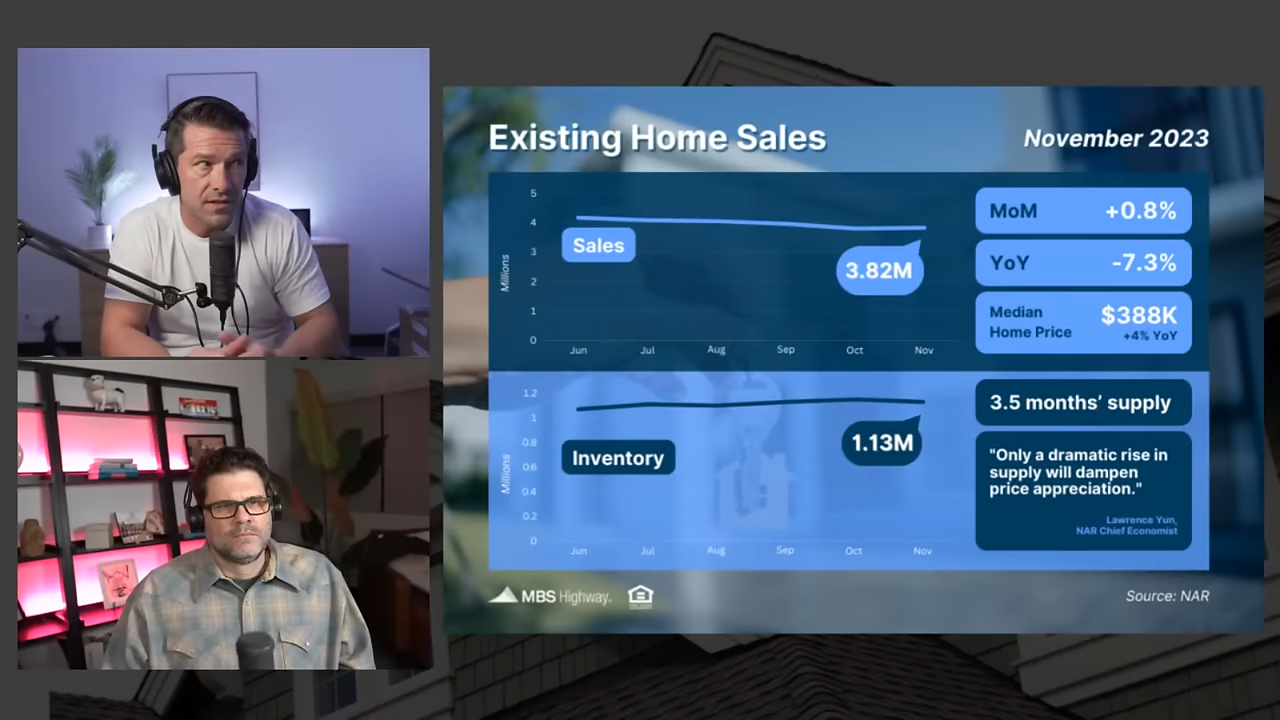 Existing Home Sales
November 2023
5
4
3
2
1
0
Millions
Sales
3.82M
Jun Jul Aug Sep Oct Nov
MoM +0.8%
YoY -7.3%
Median
Home Price
$388K
+4% YoY
1.2
1
0.8
0.6
0.4
0.2
0
Millions
Inventory
1.13M
Jun Jul Aug Sep Oct Nov
3.5 months' supply
"Only a dramatic rise in
supply will dampen
price appreciation."
Lawrence Yun,
NAR Chief Economist
MBS Highway.
Source: NAR